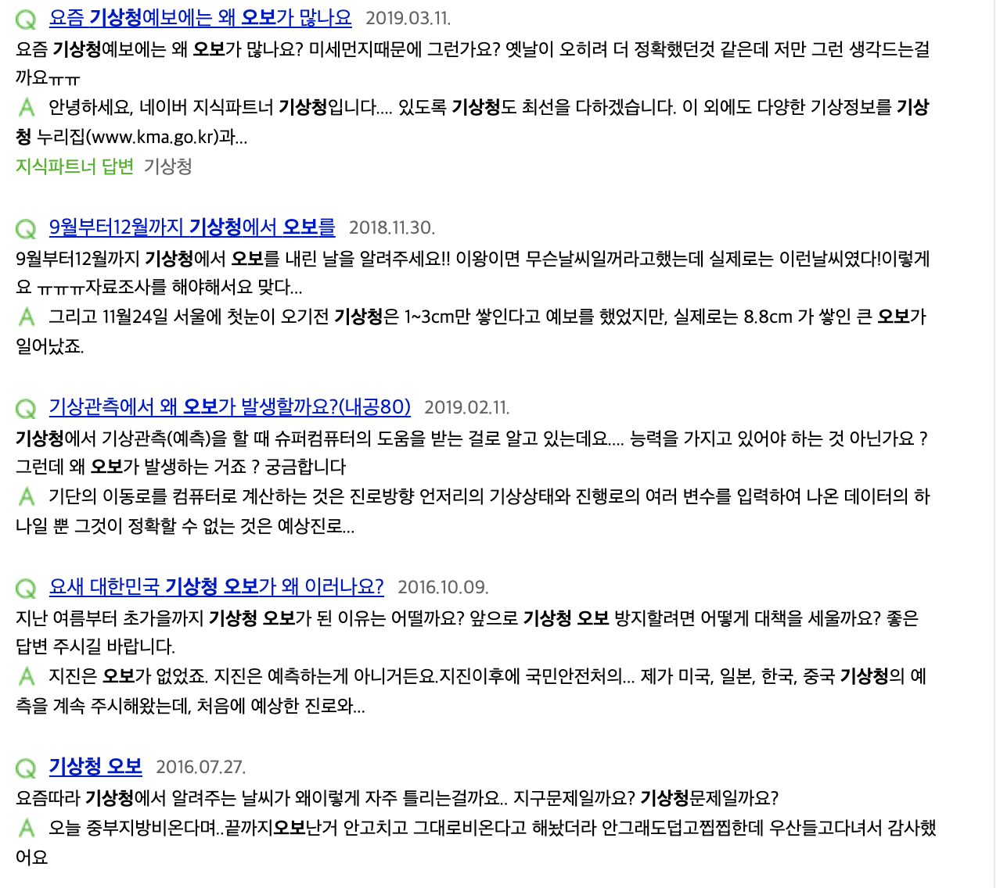 Q 요즘 기상청예보에는 왜 오보가 많나요 2019.03.11.
요즘 기상청예보에는 왜 오보가 많나요? 미세먼지때문에 그런가요? 옛날이 오히려 더 정확했던것 같은데 저만 그런 생각드는걸
까요ㅠㅠ
A 안녕하세요, 네이버 지식파트너 기상청입니다.... 있도록 기상청도 최선을 다하겠습니다. 이 외에도 다양한 기상정보를 기상
청 누리집(www.kma.go.kr)과...
지식파트너 답변 기상청
Q 9월부터12월까지 기상청에서 오보를 2018.11.30.
9월부터12월까지 기상청에서 오보를 내린 날을 알려주세요!! 이왕이면 무슨날씨일꺼라고했는데 실제로는 이런날씨였다!이렇게
요 ㅠㅠㅠ자료조사를 해야해서요 맞다...
A 그리고 11월24일 서울에 첫눈이 오기전 기상청은 1~3cm만 쌓인다고 예보를 했었지만, 실제로는 8.8cm 가 쌓인 큰 오보가
일어났죠.
Q 기상관측에서 왜 오보가 발생할까요?(내공80) 2019.02.11.
기상청에서 기상관측(예측)을 할 때 슈퍼컴퓨터의 도움을 받는 걸로 알고 있는데요.... 능력을 가지고 있어야 하는 것 아닌가요 ?
그런데 왜 오보가 발생하는 거죠 ? 궁금합니다
A 기단의 이동로를 컴퓨터로 계산하는 것은 진로방향 언저리의 기상상태와 진행로의 여러 변수를 입력하여 나온 데이터의 하
나일 뿐 그것이 정확할 수 없는 것은 예상진로...
Q 요새 대한민국 기상청 오보가 왜 이러나요? 2016.10.09.
지난 여름부터 초가을까지 기상청 오보가 된 이유는 어떨까요? 앞으로 기상청 오보 방지할려면 어떻게 대책을 세울까요? 좋은
답변 주시길 바랍니다.
A 지진은 오보가 없었죠. 지진은 예측하는게 아니거든요.지진이후에 국민안전처의... 제가 미국, 일본, 한국, 중국 기상청의 예
측을 계속 주시해왔는데, 처음에 예상한 진로와...
Q 기상청 오보 2016.07.27.
요즘따라 기상청에서 알려주는 날씨가 왜이렇게 자주 틀리는걸까요.. 지구문제일까요? 기상청문제일까요?
A 오늘 중부지방비온다며..끝까지오보난거 안고치고 그대로비온다고 해놨더라 안그래도덥고찝찝한데 우산들고다녀서 감사했
어요